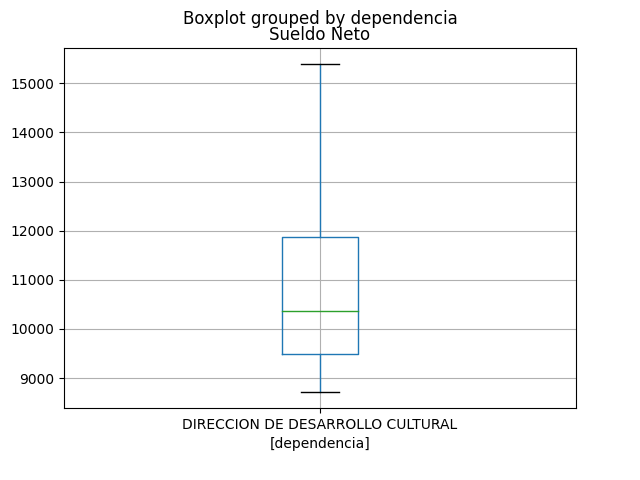 Boxplot grouped by dependencia
Sueldo Neto
15000
14000
13000
12000
11000
10000
9000
DIRECCION DE DESARROLLO CULTURAL
[dependencia]